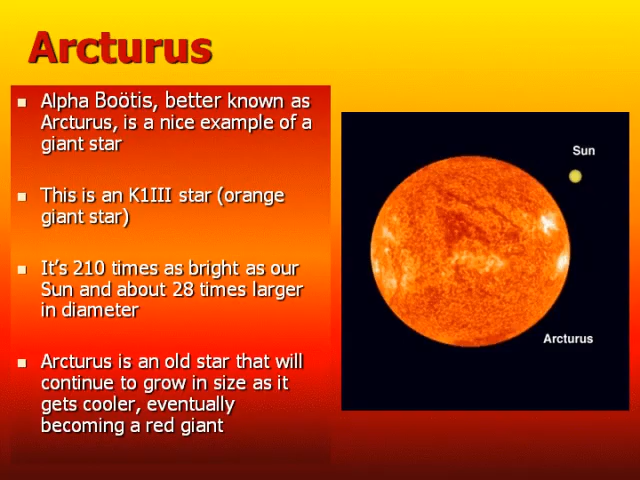 Arcturus
Alpha Boötis, better known as
Arcturus, is a nice example of a
giant star
This is an K1III star (orange
giant star)
It’s 210 times as bright as our
Sun and about 28 times larger
in diameter
Arcturus is an old star that will
continue to grow in size as it
gets cooler, eventually
becoming a red giant
Sun
Arcturus